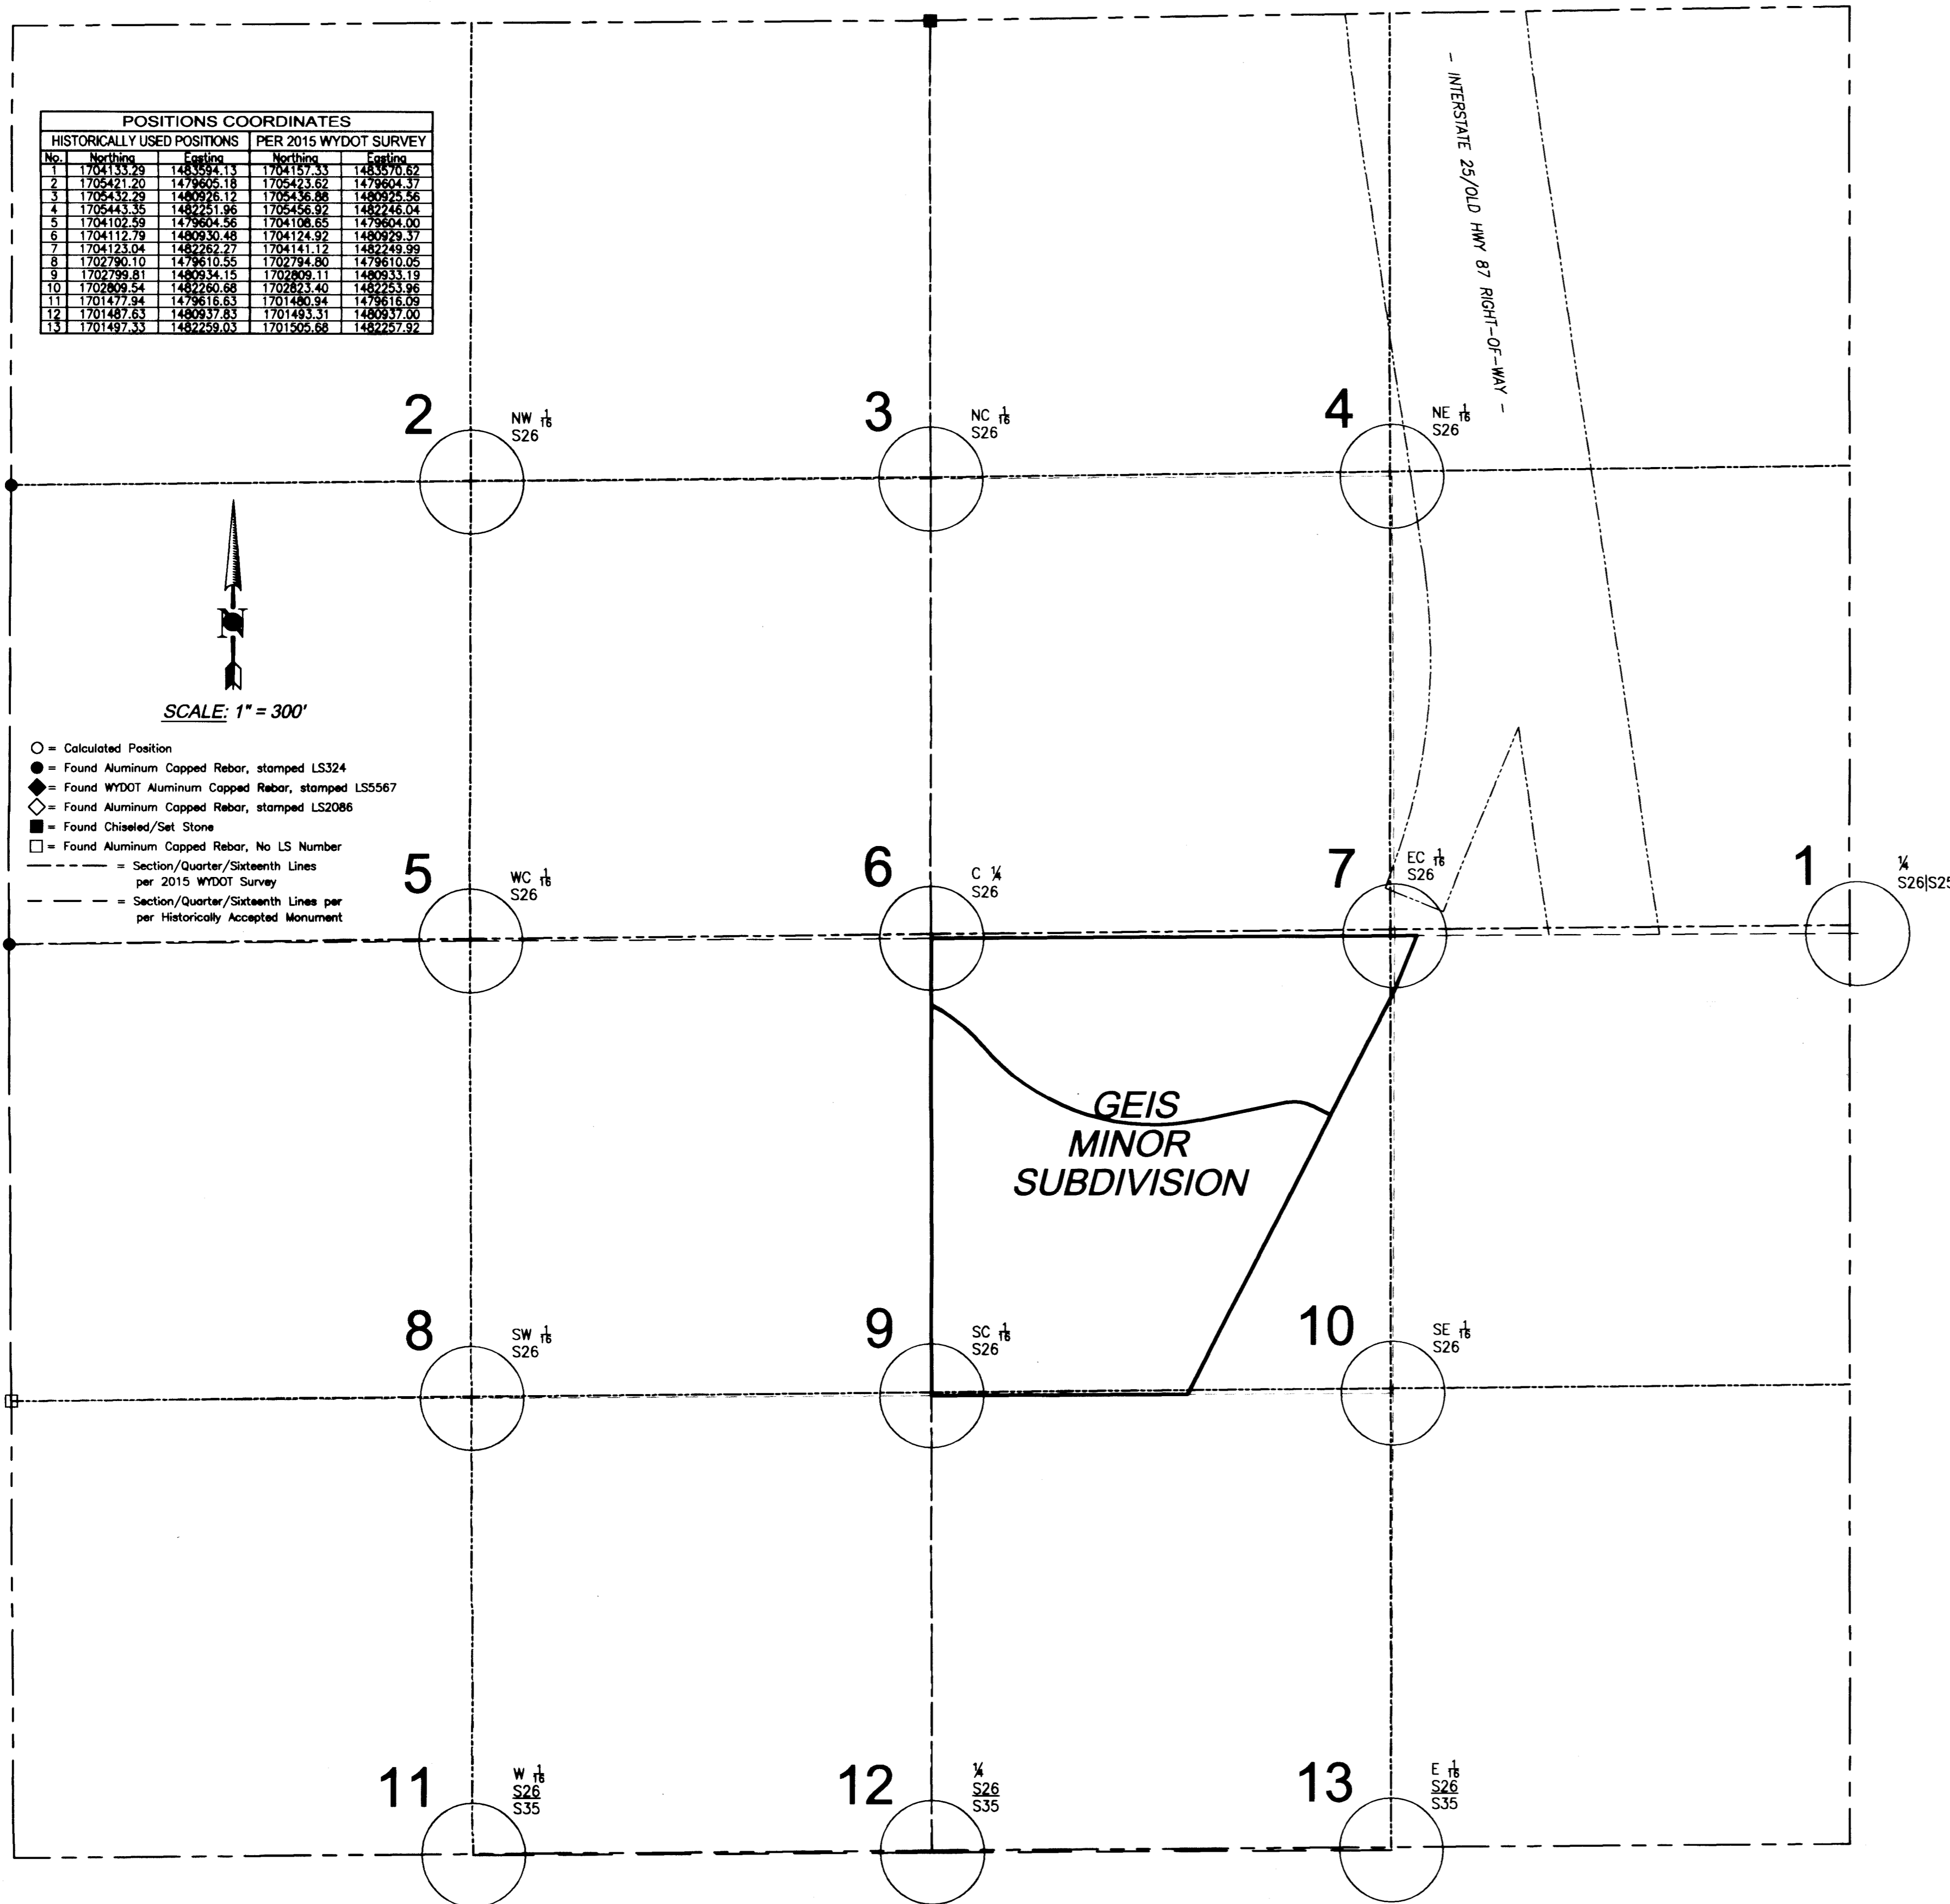 POSITIONS COORDINATES
HISTORICALLY USED POSITIONS PER 2015 WYDOT SURVEY
No. Northing Easting Northing Easting
1 1704133.29 1483594.13 1704157.33 1483570.62
2 1705421.20 1479605.18 1705423.62 1479604.37
3 1705432.29 1480926.12 1705436.88 1480925.56
4 1705443.35 1482251.96 1705456.92 1482246.04
5 1704102.59 1479604.56 1704108.65 1479604.00
6 1704112.79 1480930.48 1704124.92 1480929.37
7 1704123.04 1482262.27 1704141.12 1482249.99
8 1702790.10 1479610.55 1702794.80 1479610.05
9 1702799.81 1480934.15 1702809.11 1480933.19
10 1702809.54 1482260.68 1702823.40 1482253.96
11 1701477.94 1479616.63 1701480.94 1479616.09
12 1701487.63 1480937.83 1701493.31 1480937.00
13 1701497.33 1482259.03 1701505.68 1482257.92
- INTERSTATE 25/OLD HWY 87 RIGHT-OF-WAY -
2 NW 1/16
S26
3 NC 1/16
S26
4 NE 1/16
S26
N
SCALE: 1" = 300'
= Calculated Position
= Found Aluminum Capped Rebar, stamped LS324
= Found WYDOT Aluminum Capped Rebar, stamped LS5567
= Found Aluminum Capped Rebar, stamped LS2086
= Found Chiseled/Set Stone
= Found Aluminum Capped Rebar, No LS Number
= Section/Quarter/Sixteenth Lines
per 2015 WYDOT Survey
= Section/Quarter/Sixteenth Lines per
per Historically Accepted Monument
5 WC 1/16
S26
6 C 1/4
S26
7 EC 1/16
S26
1 1/4
S26|S25
GEIS
MINOR
SUBDIVISION
8 SW 1/16
S26
9 SC 1/16
S26
10 SE 1/16
S26
11 W 1/16
S26
S35
12 1/4
S26
S35
13 E 1/16
S26
S35